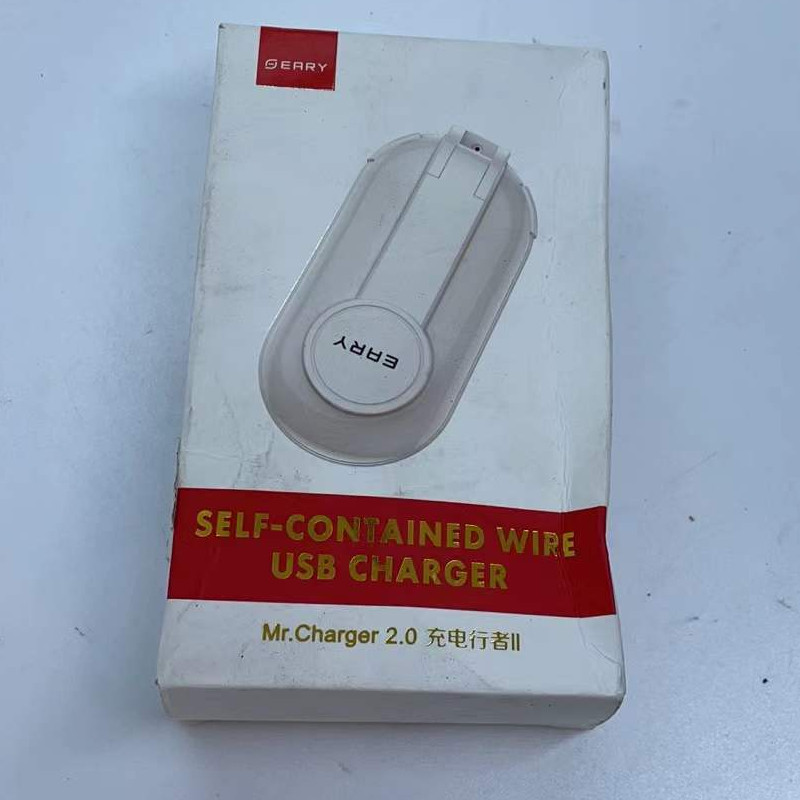 EARY
EARY
SELF-CONTAINED WIRE
USB CHARGER
Mr.Charger 2.0 充电行者II